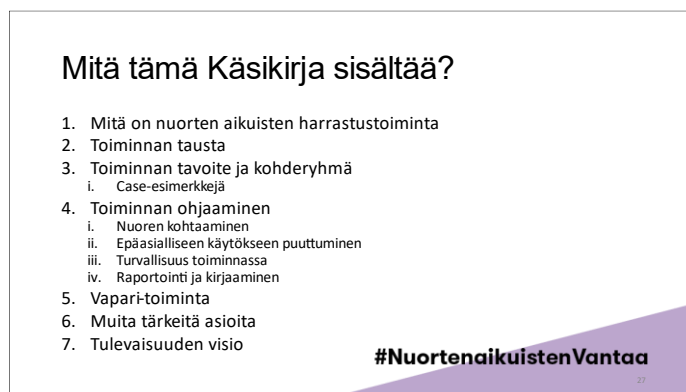 Mitä tämä Käsikirja sisältää?
1. Mitä on nuorten aikuisten harrastustoiminta
2. Toiminnan tausta
3. Toiminnan tavoite ja kohderyhmä
i. Case-esimerkkejä
4. Toiminnan ohjaaminen
i. Nuoren kohtaaminen
ii. Epäasialliseen käytökseen puuttuminen
iii. Turvallisuus toiminnassa
iv. Raportointi ja kirjaaminen
5. Vapari-toiminta
6. Muita tärkeitä asioita
7. Tulevaisuuden visio
#NuortenaikuistenVantaa
27